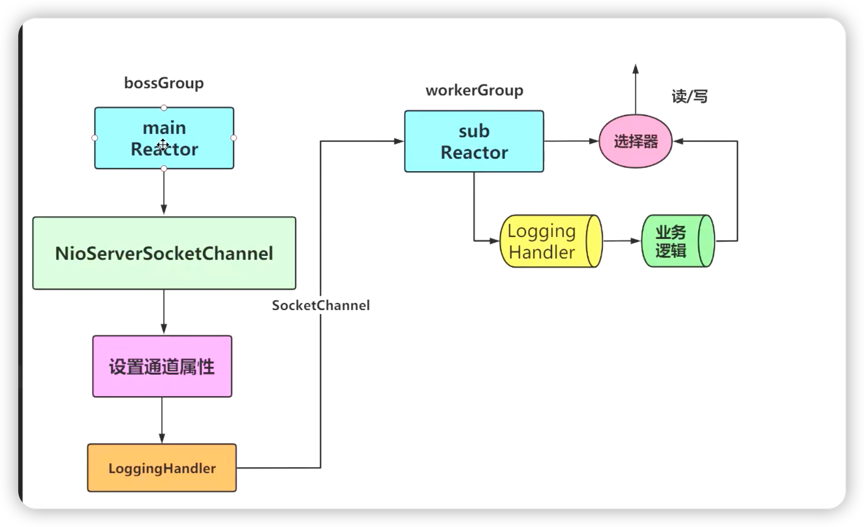 bossGroup
main
Reactor
NioServerSocketChannel
设置通道属性
LoggingHandler
SocketChannel
workerGroup
sub
Reactor
选择器
读/写
Logging
Handler
业务
逻辑